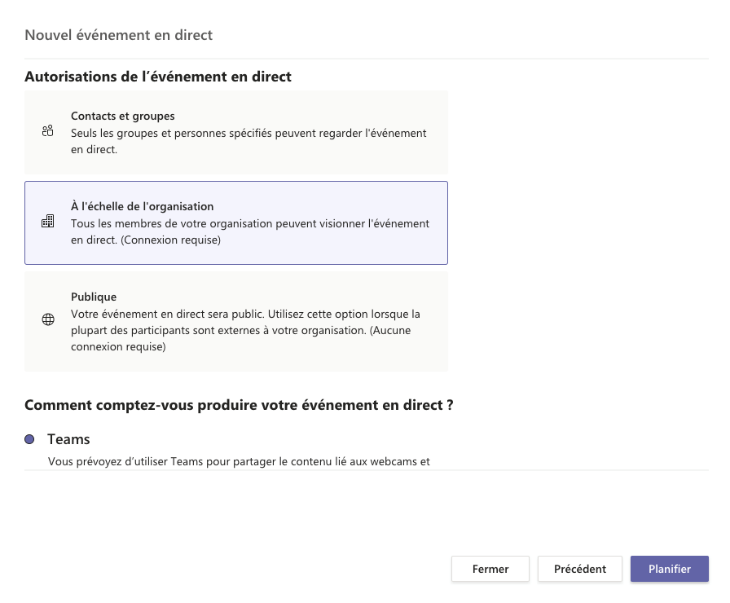 Nouvel événement en direct
Autorisations de l'événement en direct
Contacts et groupes
Seuls les groupes et personnes spécifiés peuvent regarder l'événement
en direct.
À l'échelle de l'organisation
Tous les membres de votre organisation peuvent visionner l'événement
en direct. (Connexion requise)
Publique
Votre événement en direct sera public. Utilisez cette option lorsque la
plupart des participants sont externes à votre organisation. (Aucune
connexion requise)
Comment comptez-vous produire votre événement en direct ?
Teams
Vous prévoyez d'utiliser Teams pour partager le contenu lié aux webcams et
Fermer
Précédent
Planifier